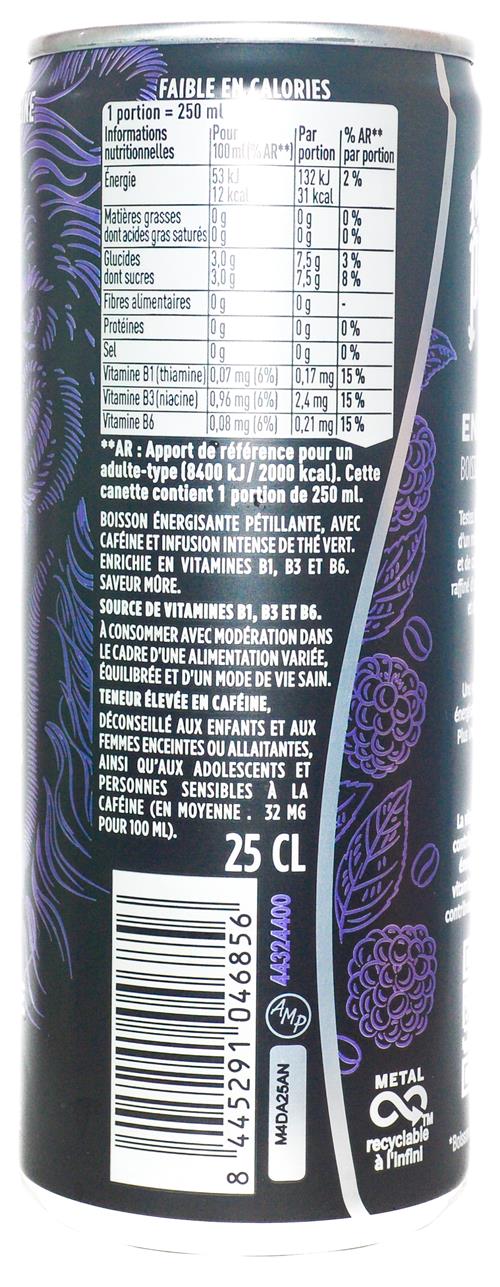 FAIBLE EN CALORIES
1 portion = 250 ml
Informations nutritionnelles Pour 100 ml (% AR**) Par portion % AR** par portion
Énergie 53 kJ 12 kcal 132 kJ 31 kcal 2 %
Matières grasses 0 g 0 g 0 %
dont acides gras saturés 0 g 0 g 0 %
Glucides 3,0 g 7,5 g 3 %
dont sucres 3,0 g 7,5 g 8 %
Fibres alimentaires 0 g 0 g -
Protéines 0 g 0 g 0 %
Sel 0 g 0 g 0 %
Vitamine B1 (thiamine) 0,07 mg (6%) 0,17 mg 15 %
Vitamine B3 (niacine) 0,96 mg (6%) 2,4 mg 15 %
Vitamine B6 0,08 mg (6%) 0,21 mg 15 %
**AR : Apport de référence pour un
adulte-type (8400 kJ / 2000 kcal). Cette
canette contient 1 portion de 250 ml.
BOISSON ÉNERGISANTE PÉTILLANTE, AVEC
CAFÉINE ET INFUSION INTENSE DE THÉ VERT.
ENRICHIE EN VITAMINES B1, B3 ET B6.
SAVEUR MÛRE.
SOURCE DE VITAMINES B1, B3 ET B6.
À CONSOMMER AVEC MODÉRATION DANS
LE CADRE D'UNE ALIMENTATION VARIÉE,
ÉQUILIBRÉE ET D'UN MODE DE VIE SAIN.
TENEUR ÉLEVÉE EN CAFÉINE,
DÉCONSEILLÉ AUX ENFANTS ET AUX
FEMMES ENCEINTES OU ALLAITANTES,
AINSI QU'AUX ADOLESCENTS ET
PERSONNES SENSIBLES À LA
CAFÉINE (EN MOYENNE . 32 MG
POUR 100 ML).
25 CL
8 445291 046856
44324400
AMP
M4DA25AN
METAL
TM
recyclable
à l'infini